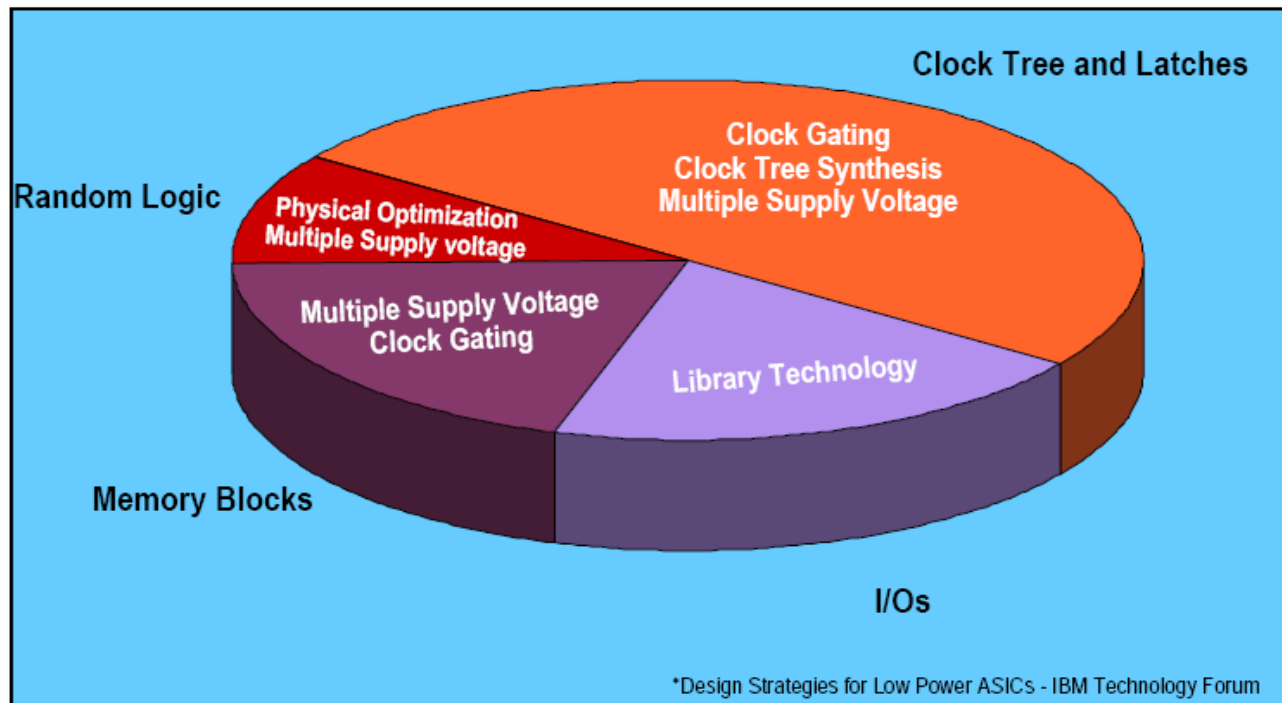 Clock Tree and Latches
Clock Gating
Clock Tree Synthesis
Multiple Supply Voltage
Random Logic
Physical Optimization
Multiple Supply voltage
Multiple Supply Voltage
Clock Gating
Library Technology
Memory Blocks
I/Os
*Design Strategies for Low Power ASICs - IBM Technology Forum